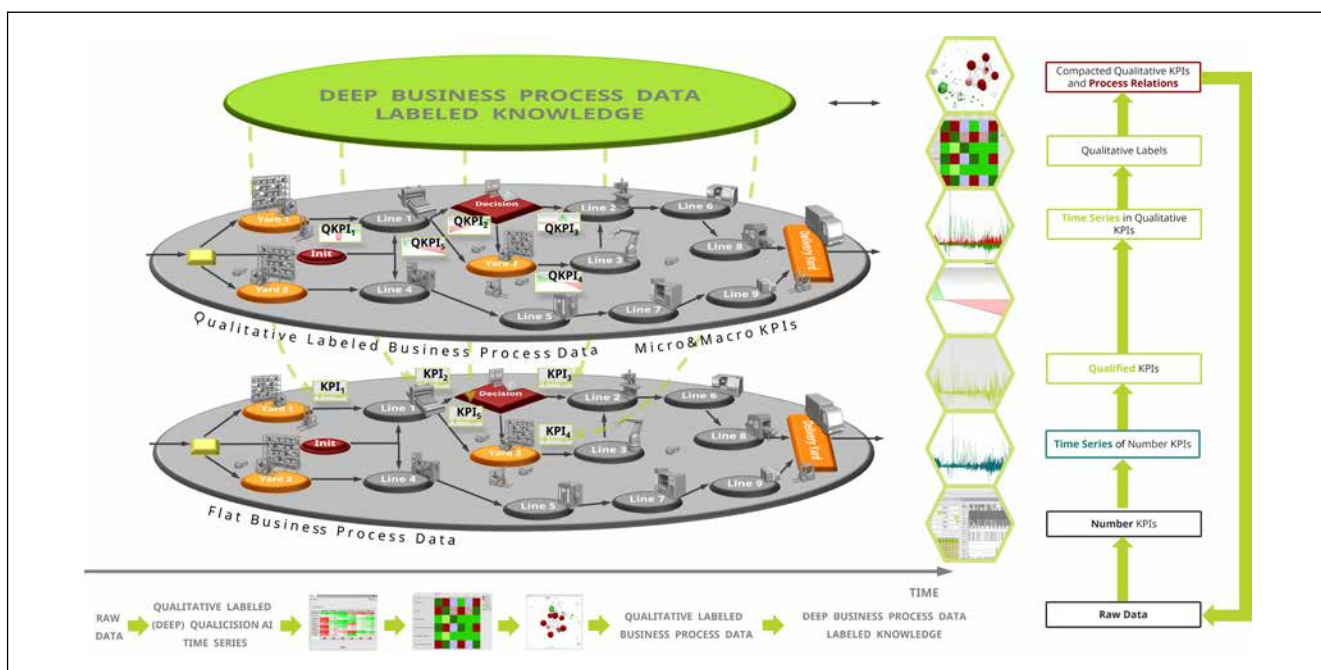 DEEP BUSINESS PROCESS DATA
LABELED KNOWLEDGE
Yard 1
Line 1
Decision
Line 2
Line 6
QKPI1
QKPI5
QKPI2
QKPI3
Init
Line 8
Delivery Yard
Yard 3
Line 3
QKPI4
Yard 2
Line 4
Line 9
Line 5
Line 7
Qualitative Labeled Business Process Data
Micro&Macro KPIs
KPI1
KPI2
KPI3
Yard 1
Line 1
Decision
Line 2
Line 6
KPI5
KPI4
Init
Line 8
Delivery Yard
Yard 3
Line 3
Yard 2
Line 4
Line 9
Line 5
Line 7
Flat Business Process Data
TIME
RAW
DATA
QUALITATIVE LABELED
(DEEP) QUALICISION AI
TIME SERIES
QUALITATIVE LABELED
BUSINESS PROCESS DATA
DEEP BUSINESS PROCESS DATA
LABELED KNOWLEDGE
Compacted Qualitative KPIs
and Process Relations
Qualitative Labels
Time Series in Qualitative
KPIs
Qualified KPIs
Time Series of Number KPIs
Number KPIs
Raw Data